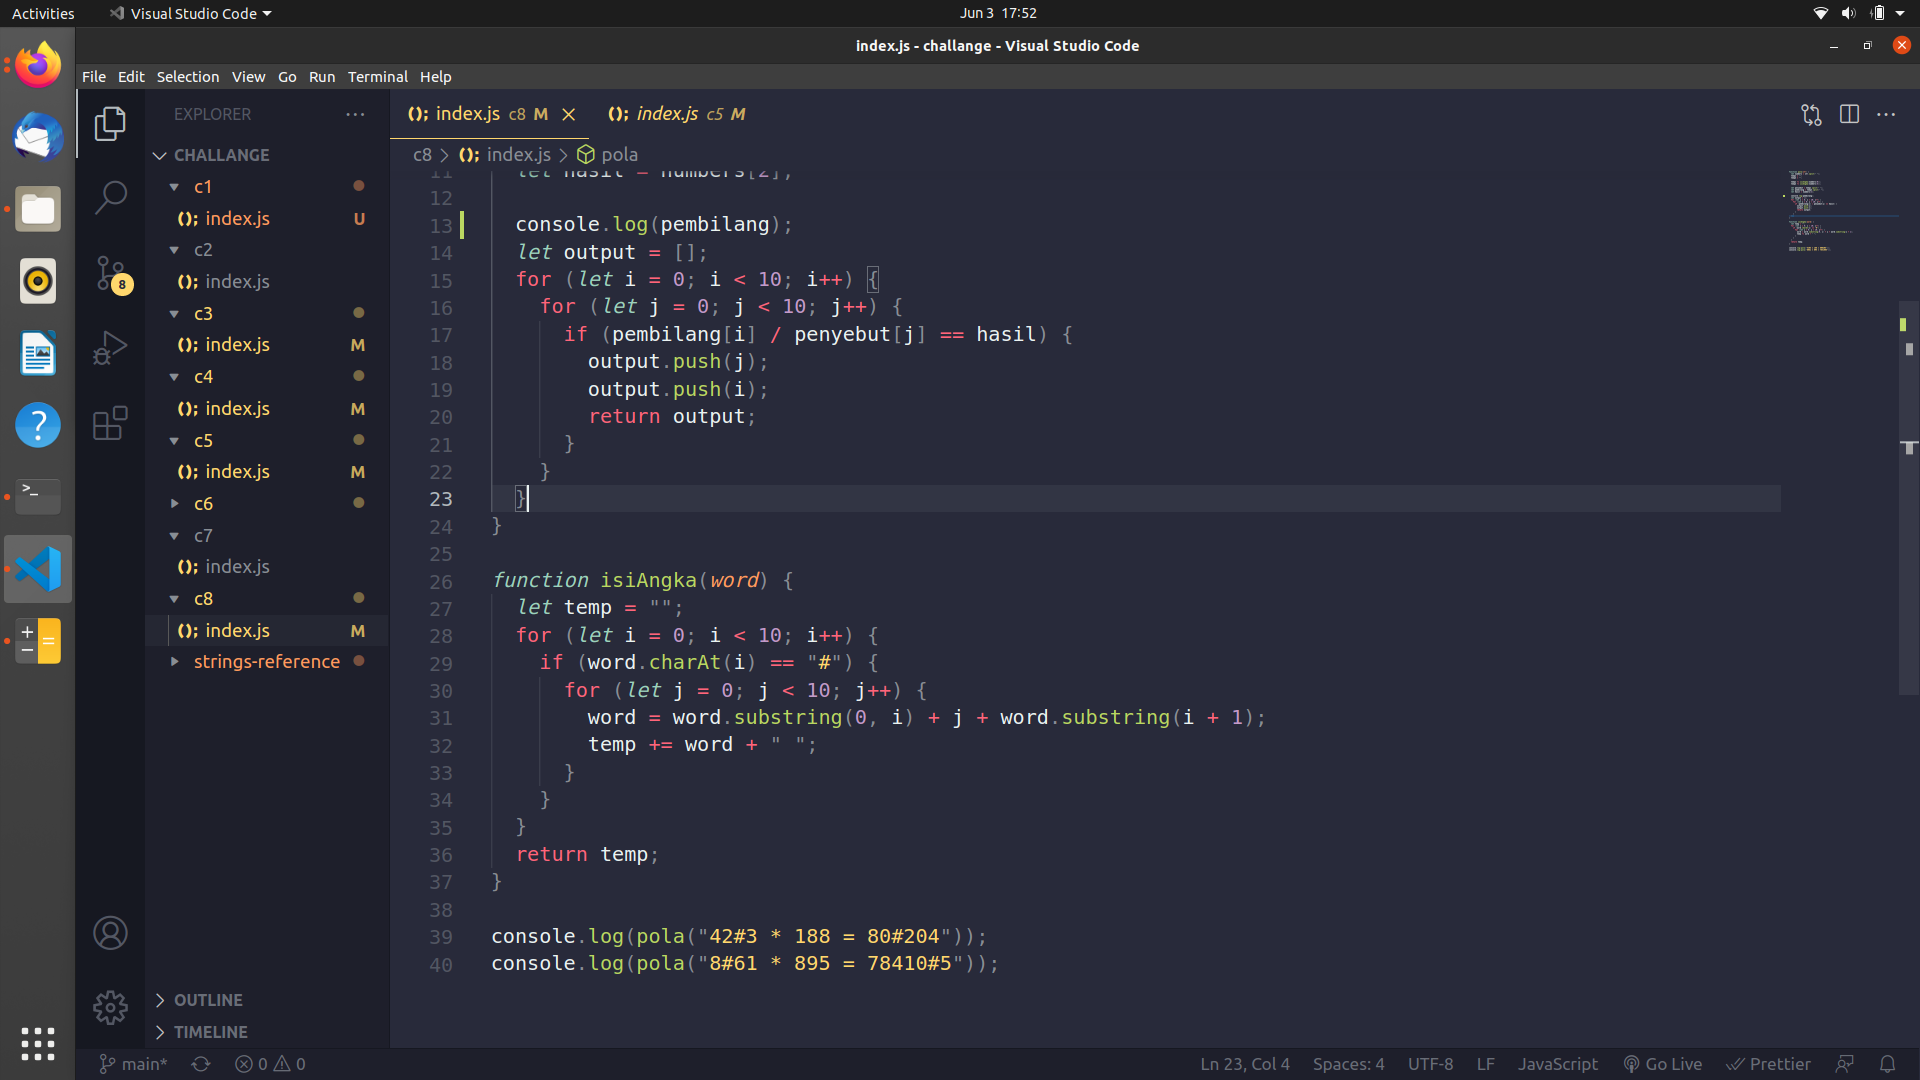 Activities
Visual Studio Code
Jun 3 17:52
index.js - challange - Visual Studio Code
File Edit Selection View Go Run Terminal Help
EXPLORER
CHALLANGE
c1
(); index.js U
c2
(); index.js
c3
(); index.js M
c4
(); index.js M
c5
(); index.js M
c6
c7
(); index.js
c8
(); index.js M
strings-reference
OUTLINE
TIMELINE
8
(); index.js c8 M
(); index.js c5 M
c8 > (); index.js > pola
11 let hasil = numbers[2];
12
13 console.log(pembilang);
14 let output = [];
15 for (let i = 0; i < 10; i++) {
16 for (let j = 0; j < 10; j++) {
17 if (pembilang[i] / penyebut[j] == hasil) {
18 output.push(j);
19 output.push(i);
20 return output;
21 }
22 }
23 }
24 }
25
26 function isiAngka(word) {
27 let temp = "";
28 for (let i = 0; i < 10; i++) {
29 if (word.charAt(i) == "#") {
30 for (let j = 0; j < 10; j++) {
31 word = word.substring(0, i) + j + word.substring(i + 1);
32 temp += word + " ";
33 }
34 }
35 }
36 return temp;
37 }
38
39 console.log(pola("42#3 * 188 = 80#204"));
40 console.log(pola("8#61 * 895 = 78410#5"));
main* 0 0
Ln 23, Col 4 Spaces: 4 UTF-8 LF JavaScript Go Live Prettier